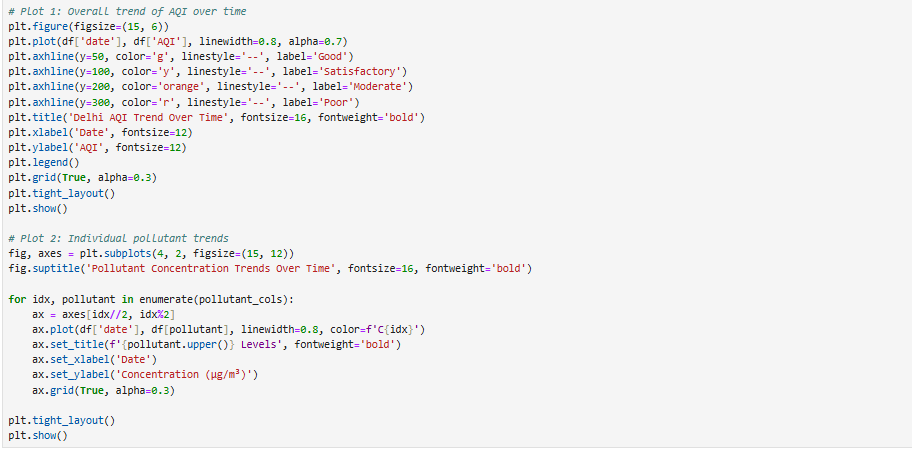 # Plot 1: Overall trend of AQI over time
plt.figure(figsize=(15, 6))
plt.plot(df['date'], df['AQI'], linewidth=0.8, alpha=0.7)
plt.axhline(y=50, color='g', linestyle='--', label='Good')
plt.axhline(y=100, color='y', linestyle='--', label='Satisfactory')
plt.axhline(y=200, color='orange', linestyle='--', label='Moderate')
plt.axhline(y=300, color='r', linestyle='--', label='Poor')
plt.title('Delhi AQI Trend Over Time', fontsize=16, fontweight='bold')
plt.xlabel('Date', fontsize=12)
plt.ylabel('AQI', fontsize=12)
plt.legend()
plt.grid(True, alpha=0.3)
plt.tight_layout()
plt.show()

# Plot 2: Individual pollutant trends
fig, axes = plt.subplots(4, 2, figsize=(15, 12))
fig.suptitle('Pollutant Concentration Trends Over Time', fontsize=16, fontweight='bold')

for idx, pollutant in enumerate(pollutant_cols):
    ax = axes[idx//2, idx%2]
    ax.plot(df['date'], df[pollutant], linewidth=0.8, color=f'C{idx}')
    ax.set_title(f'{pollutant.upper()} Levels', fontweight='bold')
    ax.set_xlabel('Date')
    ax.set_ylabel('Concentration (μg/m³)')
    ax.grid(True, alpha=0.3)

plt.tight_layout()
plt.show()